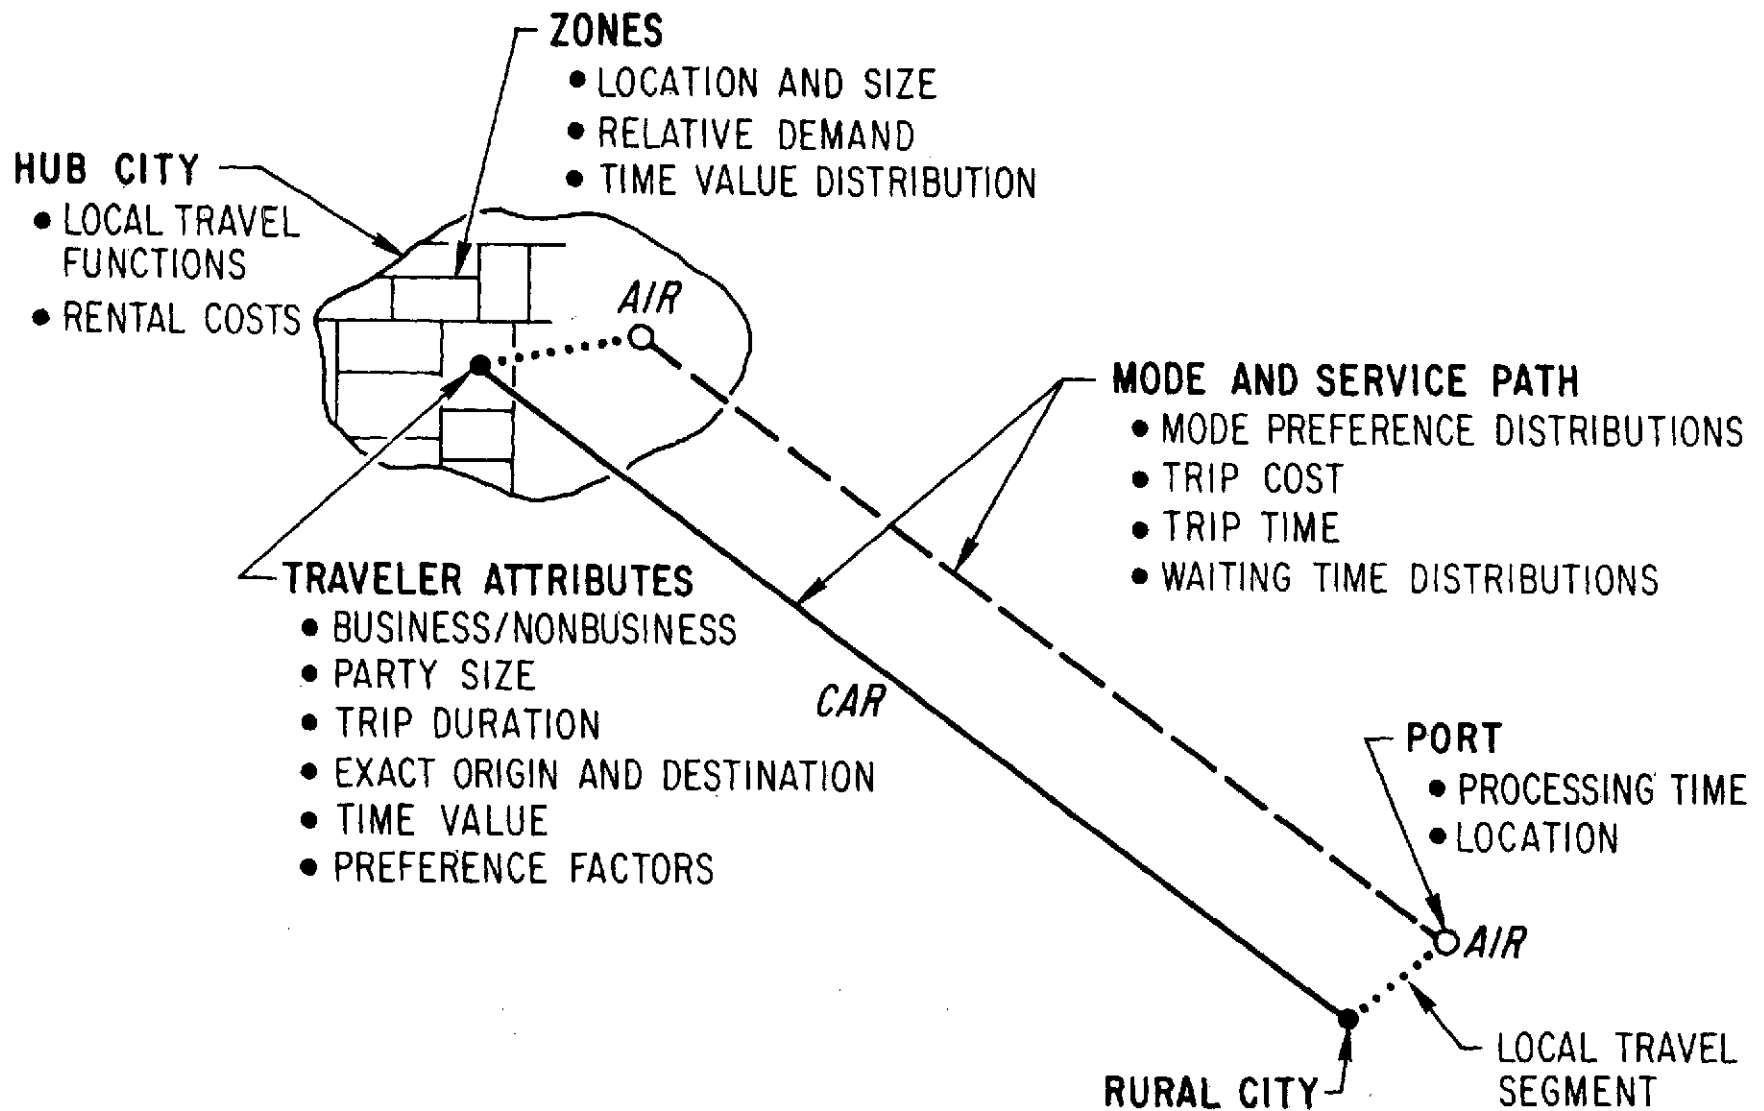 ZONES
• LOCATION AND SIZE
• RELATIVE DEMAND
• TIME VALUE DISTRIBUTION
HUB CITY
• LOCAL TRAVEL
FUNCTIONS
• RENTAL COSTS
AIR
MODE AND SERVICE PATH
• MODE PREFERENCE DISTRIBUTIONS
• TRIP COST
• TRIP TIME
• WAITING TIME DISTRIBUTIONS
TRAVELER ATTRIBUTES
• BUSINESS/NONBUSINESS
• PARTY SIZE
• TRIP DURATION
• EXACT ORIGIN AND DESTINATION
• TIME VALUE
• PREFERENCE FACTORS
CAR
PORT
• PROCESSING TIME
• LOCATION
AIR
LOCAL TRAVEL
SEGMENT
RURAL CITY